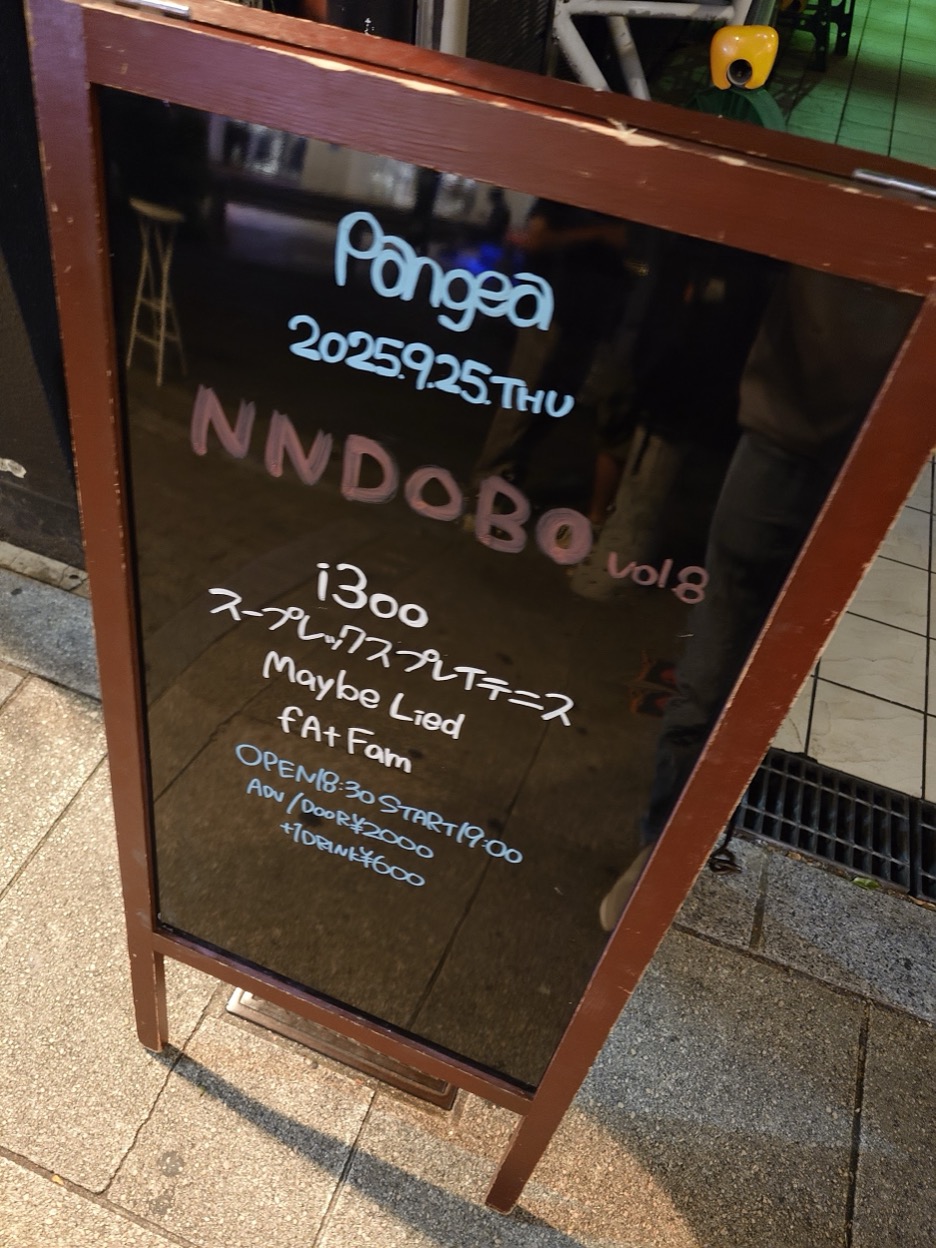 Pangea
2025.9.25.THU
NNDOBO vol.8
i3oo
スープレックスプレイテニス
Maybe Lied
fAt Fam
OPEN18:30 START19:00
ADV/DOOR¥2000
+1DRINK¥600